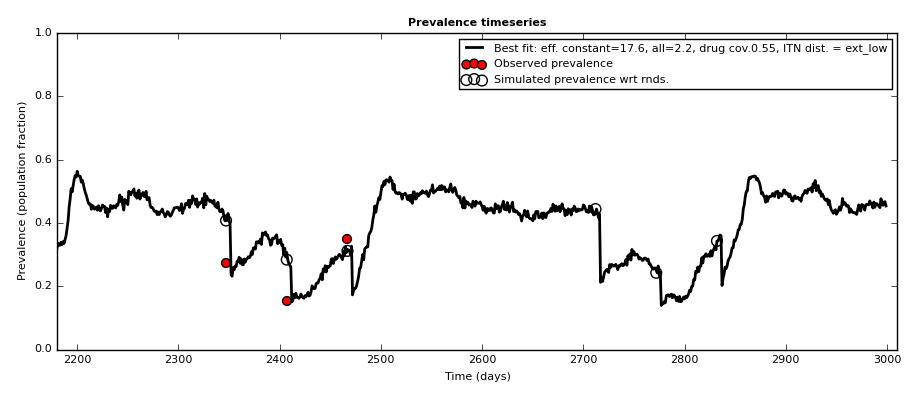 Prevalence timeseries
Best fit: eff. constant=17.6, all=2.2, drug cov.0.55, ITN dist. = ext_low
Observed prevalence
Simulated prevalence wrt rnds.
Prevalence (population fraction)
1.0
0.8
0.6
0.4
0.2
0.0
2200 2300 2400 2500 2600 2700 2800 2900 3000
Time (days)